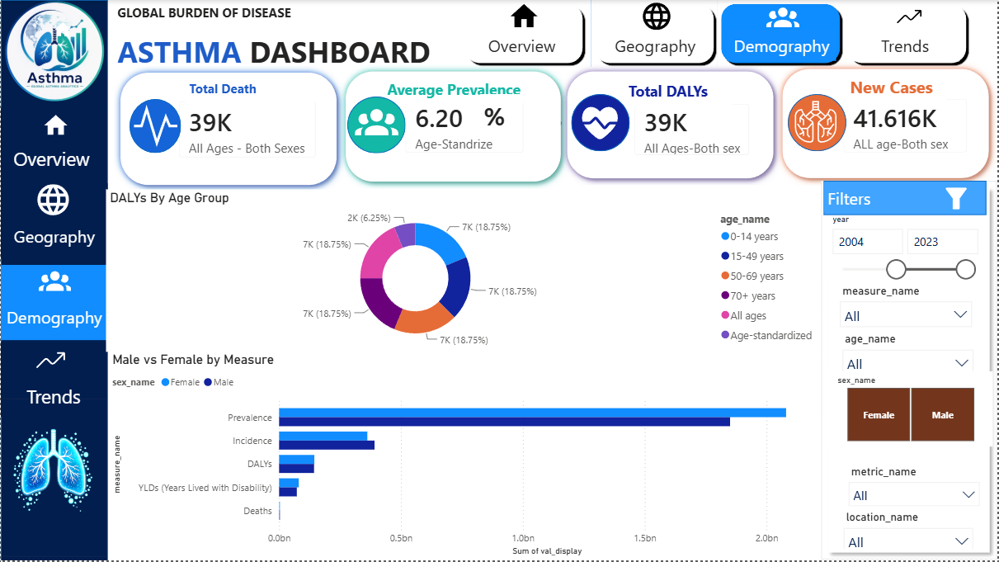 GLOBAL BURDEN OF DISEASE
ASTHMA DASHBOARD
Overview
Geography
Demography
Trends
Asthma
GLOBAL ASTHMA ANALYTICS
Overview
Geography
Demography
Trends
Total Death
39K
All Ages - Both Sexes
Average Prevalence
6.20 %
Age-Standrize
Total DALYs
39K
All Ages-Both sex
New Cases
41.616K
ALL age-Both sex
DALYs By Age Group
2K (6.25%)
7K (18.75%)
7K (18.75%)
7K (18.75%)
7K (18.75%)
7K (18.75%)
age_name
0-14 years
15-49 years
50-69 years
70+ years
All ages
Age-standardized
Male vs Female by Measure
sex_name Female Male
measure_name
Prevalence
Incidence
DALYs
YLDs (Years Lived with Disability)
Deaths
0.0bn 0.5bn 1.0bn 1.5bn 2.0bn
Sum of val_display
Filters
year
2004 2023
measure_name
All
age_name
All
sex_name
Female Male
metric_name
All
location_name
All